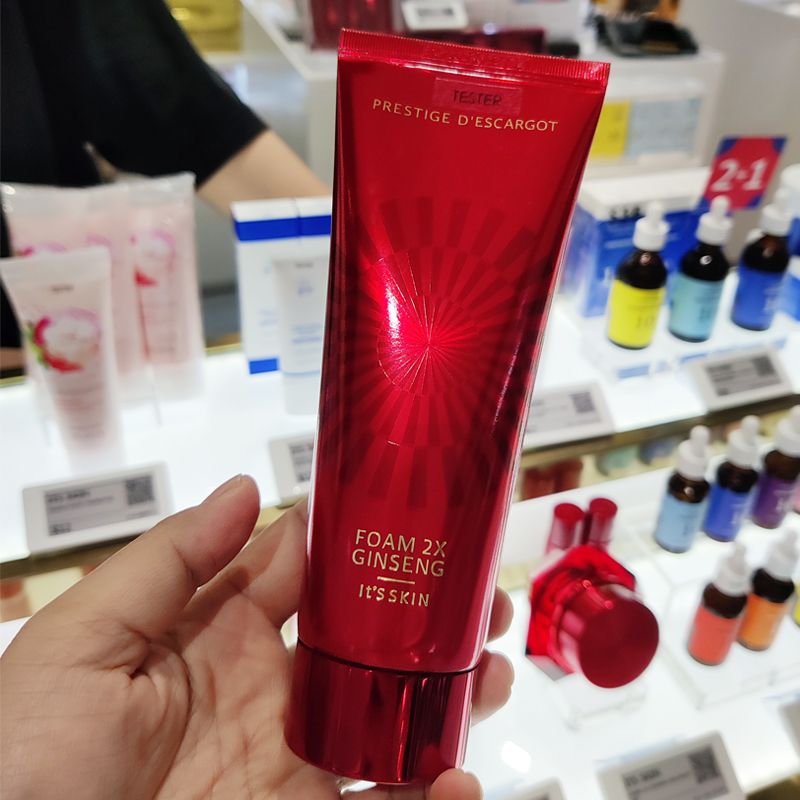 TESTER
PRESTIGE D'ESCARGOT
FOAM 2X
GINSENG
It'S SKIN
2+1